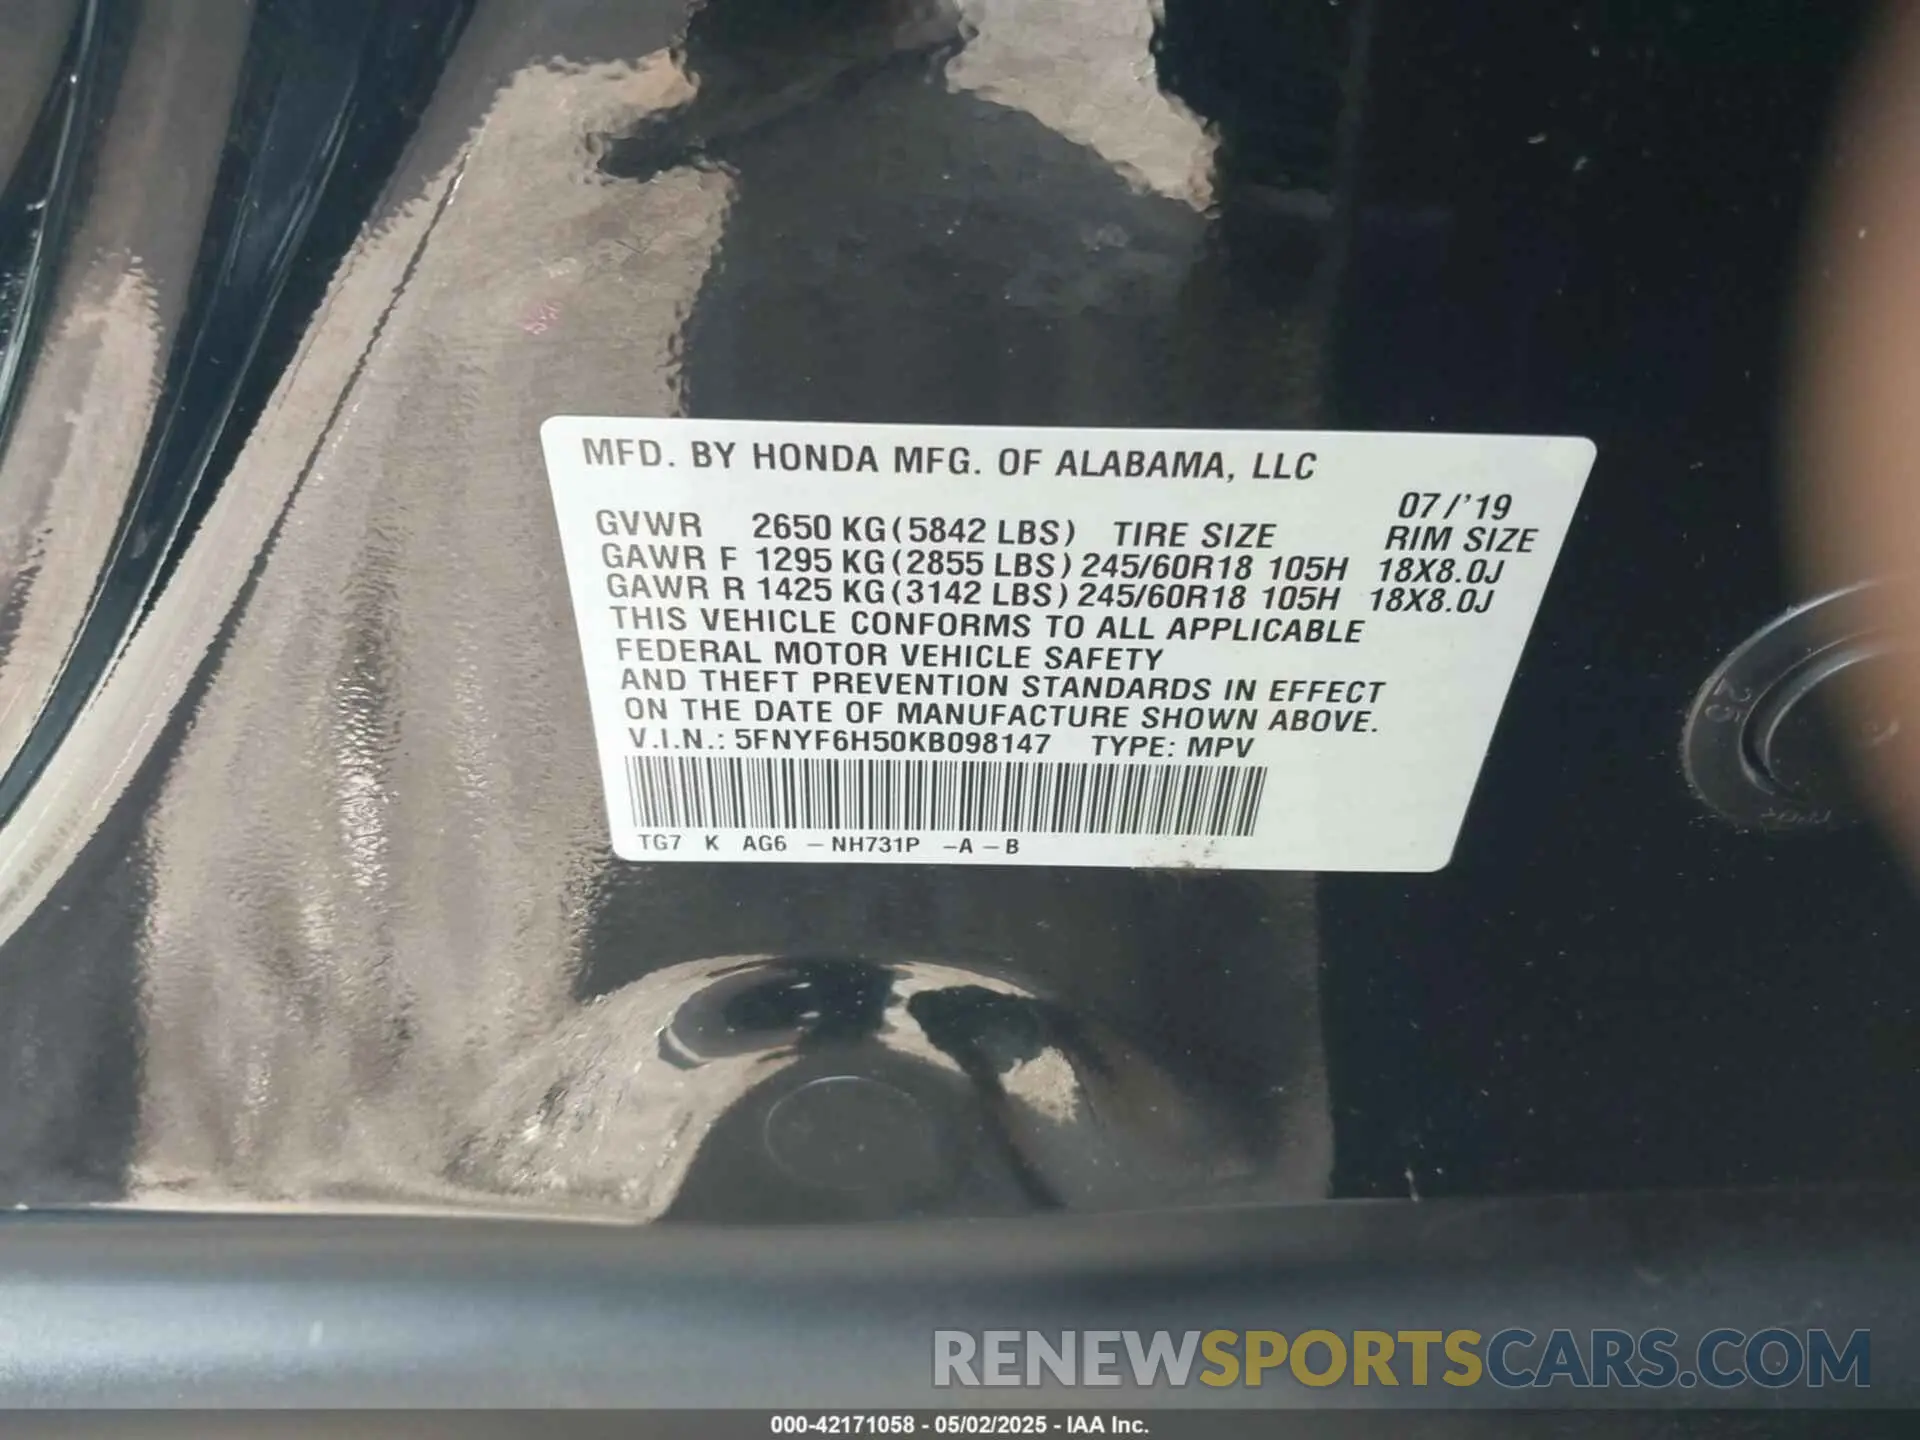 MFD. BY HONDA MFG. OF ALABAMA, LLC
07/'19
GVWR 2650 KG(5842 LBS) TIRE SIZE RIM SIZE
GAWR F 1295 KG(2855 LBS) 245/60R18 105H 18X8.0J
GAWR R 1425 KG(3142 LBS) 245/60R18 105H 18X8.0J
THIS VEHICLE CONFORMS TO ALL APPLICABLE
FEDERAL MOTOR VEHICLE SAFETY
AND THEFT PREVENTION STANDARDS IN EFFECT
ON THE DATE OF MANUFACTURE SHOWN ABOVE.
V.I.N.: 5FNYF6H50KB098147 TYPE: MPV
TG7 K AG6 -NH731P -A-B
25
RENEWSPORTSCARS.COM
000-42171058 - 05/02/2025 - IAA Inc.